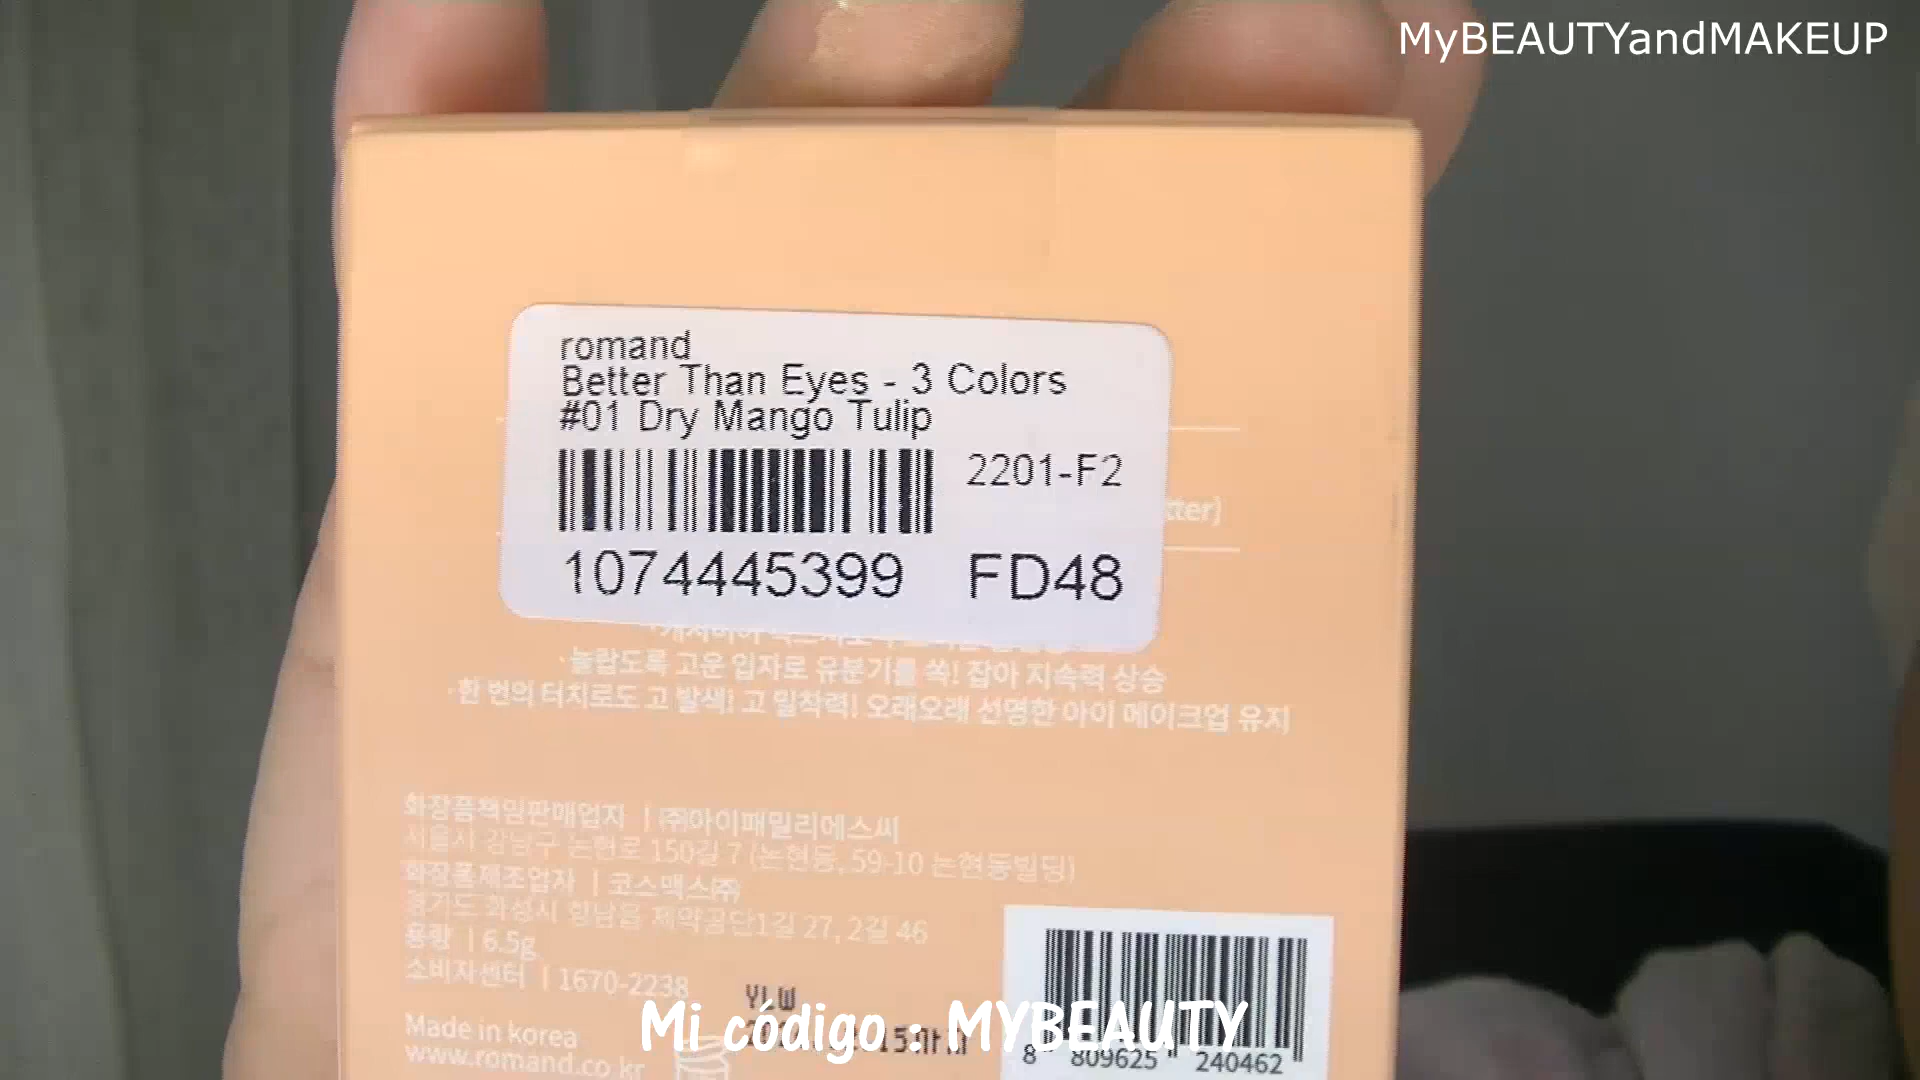 MyBEAUTYandMAKEUP
romand
Better Than Eyes - 3 Colors
#01 Dry Mango Tulip
2201-F2
tter)
1074445399 FD48
· 놀랍도록 고운 입자로 유분기를 쏙! 잡아 지속력 상승
· 한 번의 터치로도 고 발색! 고 밀착력! 오래오래 선명한 아이 메이크업 유지
화장품책임판매업자 | ㈜아이패밀리에스씨
서울시 강남구 논현로 150길 7 (논현동, 59-10 논현동빌딩)
화장품제조업자 | 코스맥스㈜
경기도 화성시 향남읍 제약공단1길 27, 2길 46
용량 | 6.5g
소비자센터 | 1670-2238
YLW
Mi código : MYBEAUTY
Made in korea
www.romand.co.kr
8 809625 240462